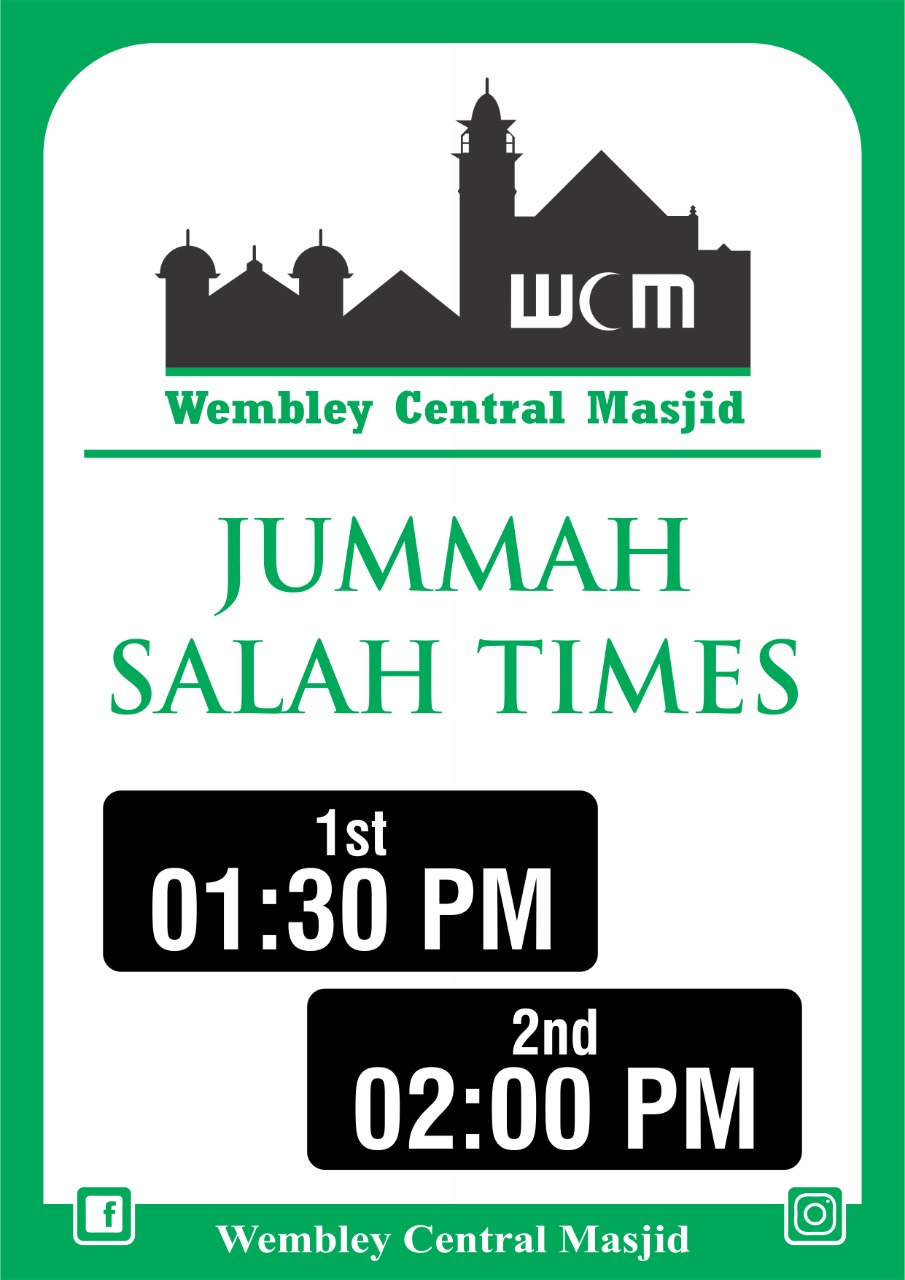 WCM
Wembley Central Masjid
JUMMAH
SALAH TIMES
1st
01:30 PM
2nd
02:00 PM
f
Wembley Central Masjid